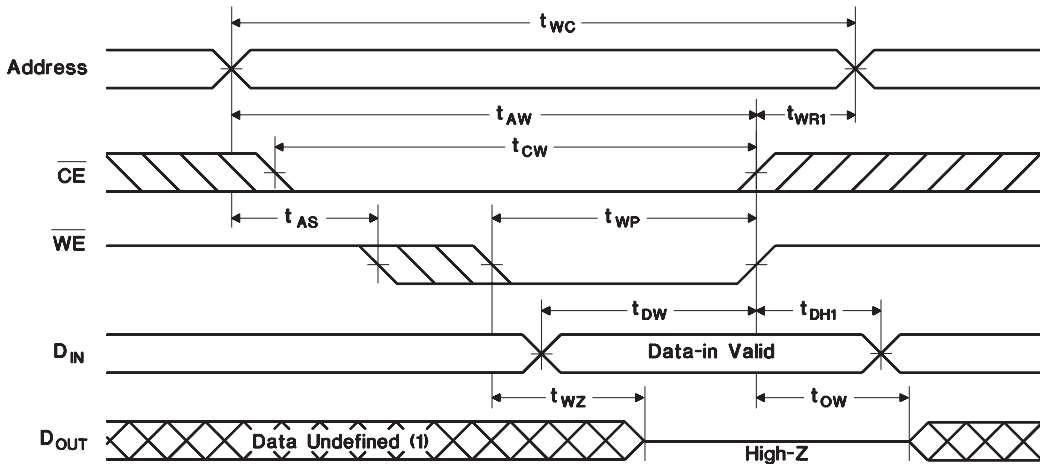 tWC
Address
tAW
tWR1
tCW
CE
tAS
tWP
WE
tDW
tDH1
DIN
Data-in Valid
tWZ
tOW
DOUT
Data Undefined (1)
High-Z